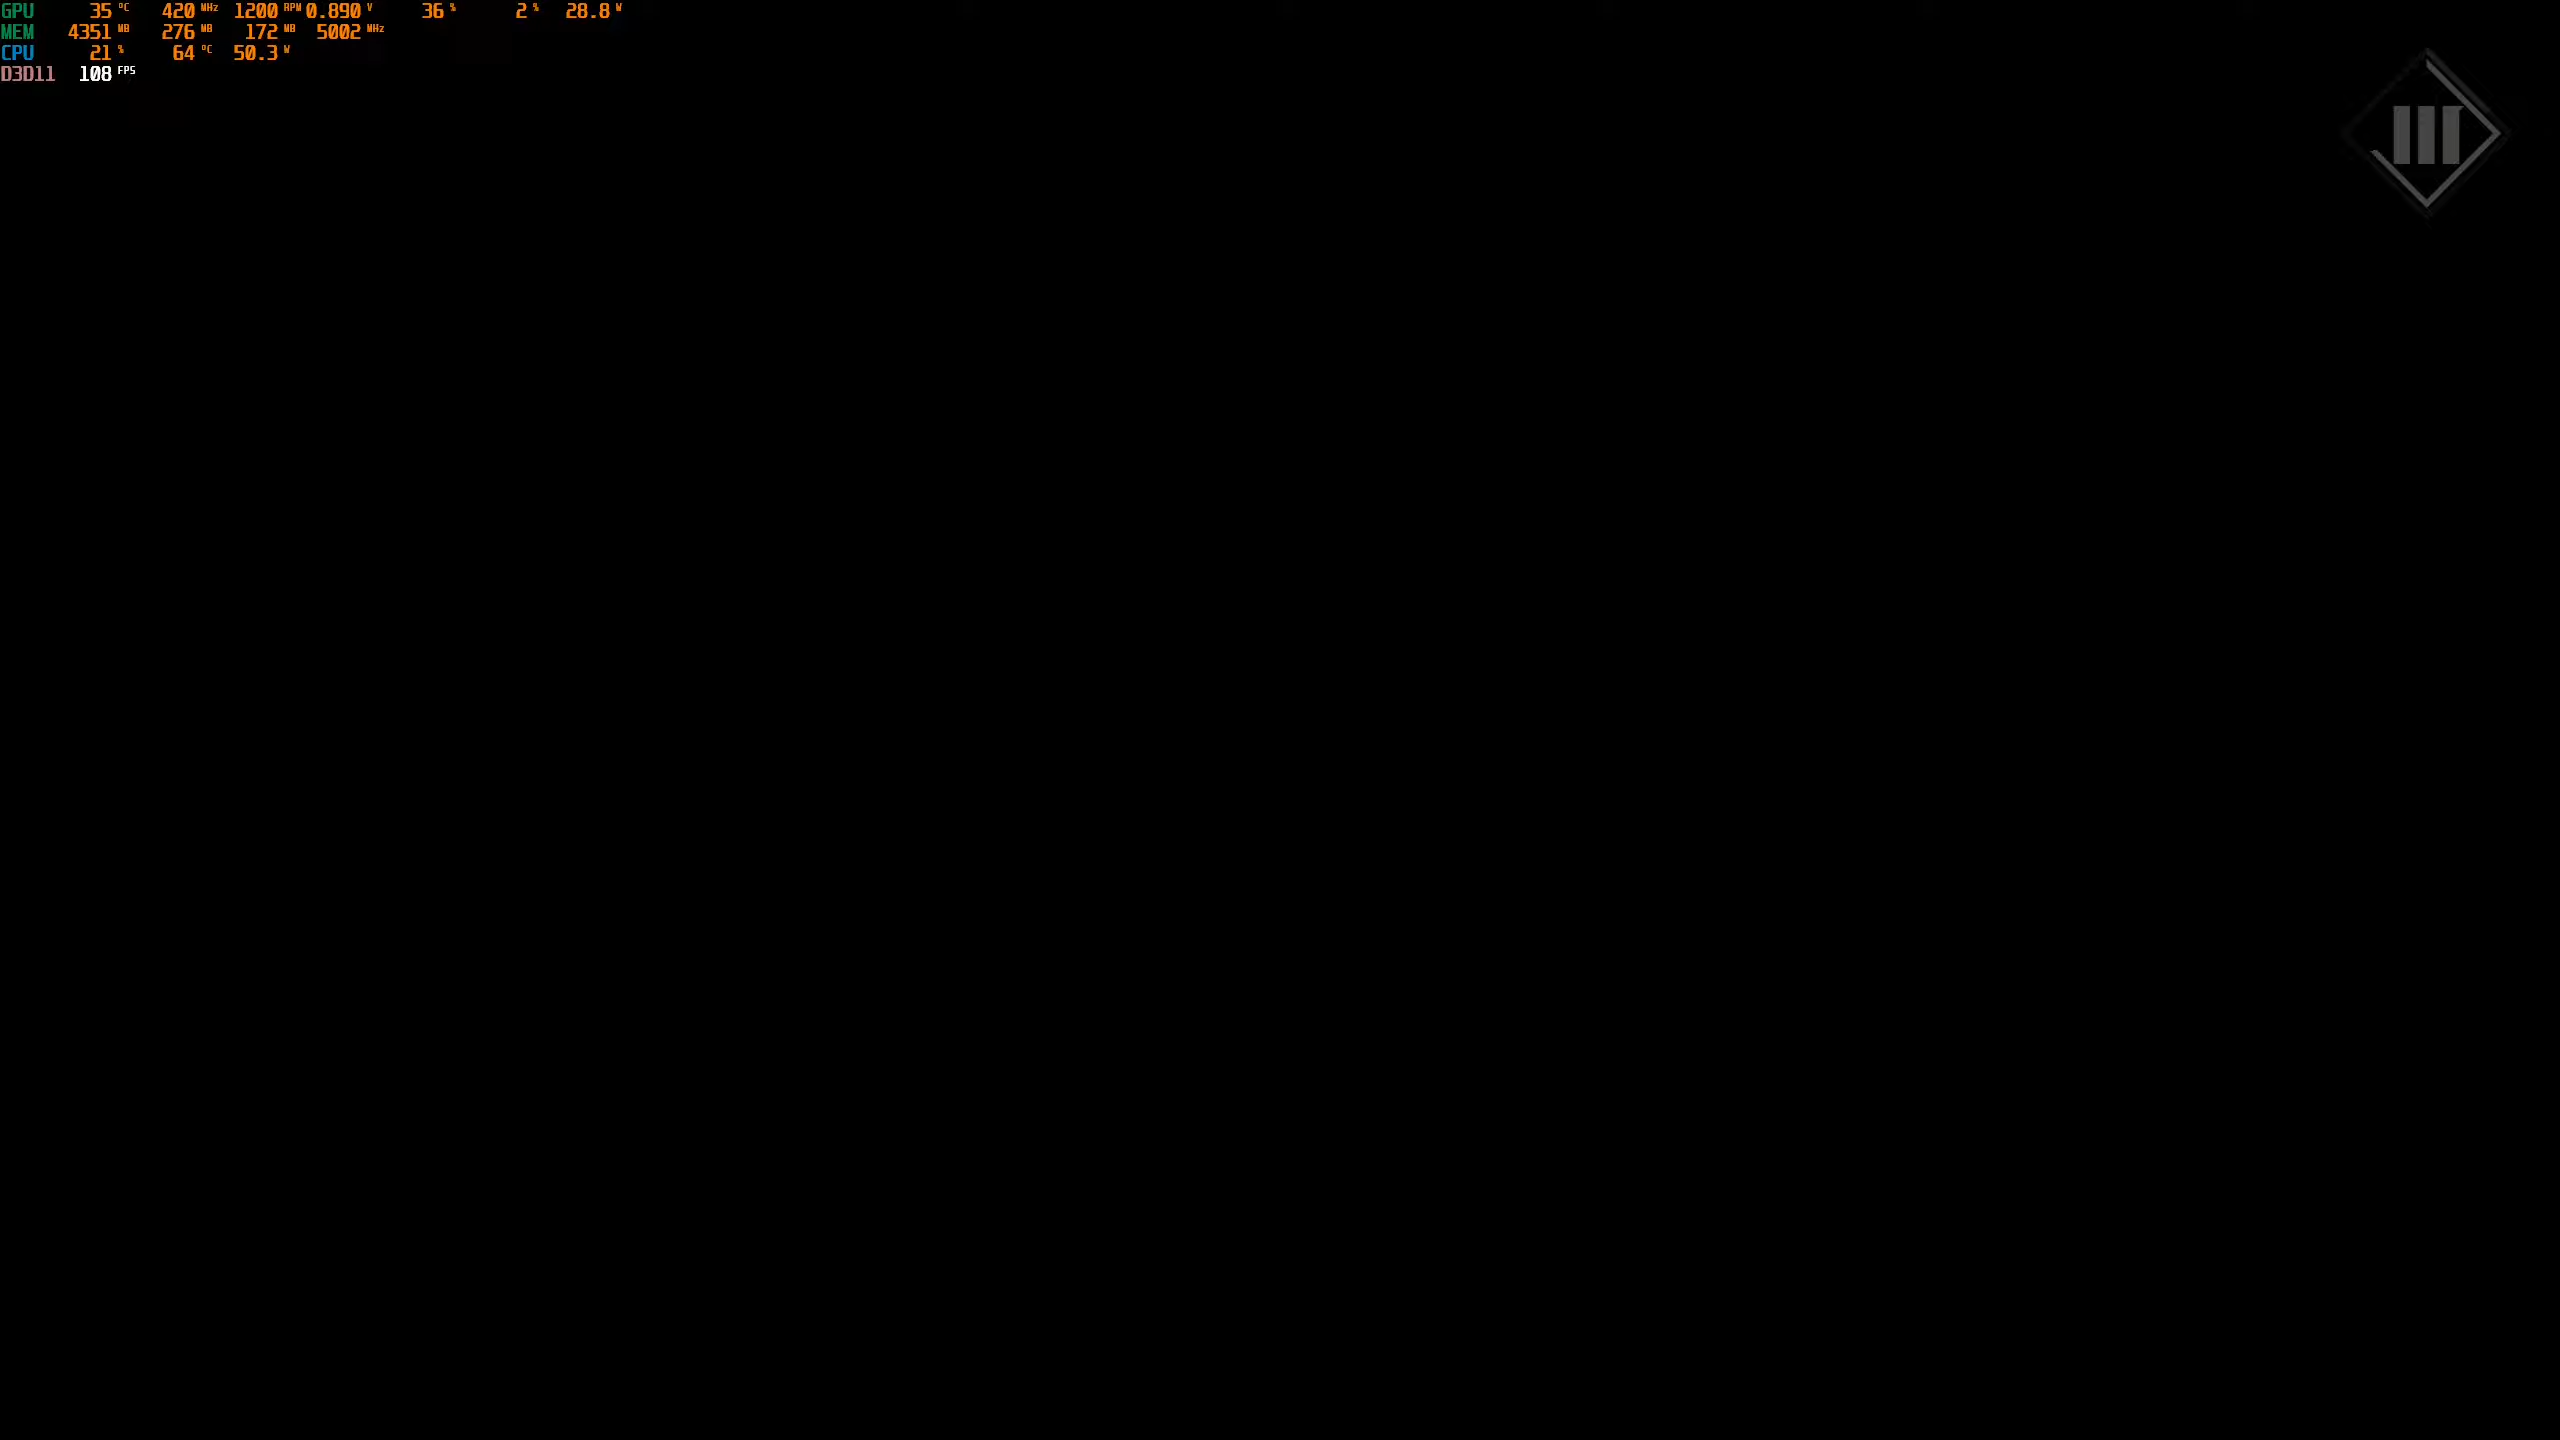 GPU 35 °C 420 MHz 1200 RPM 0.890 V 36 % 2 % 28.8 W
MEM 4351 MB 276 MB 172 MB 5002 MHz
CPU 21 % 64 °C 50.3 W
D3D11 108 FPS
III